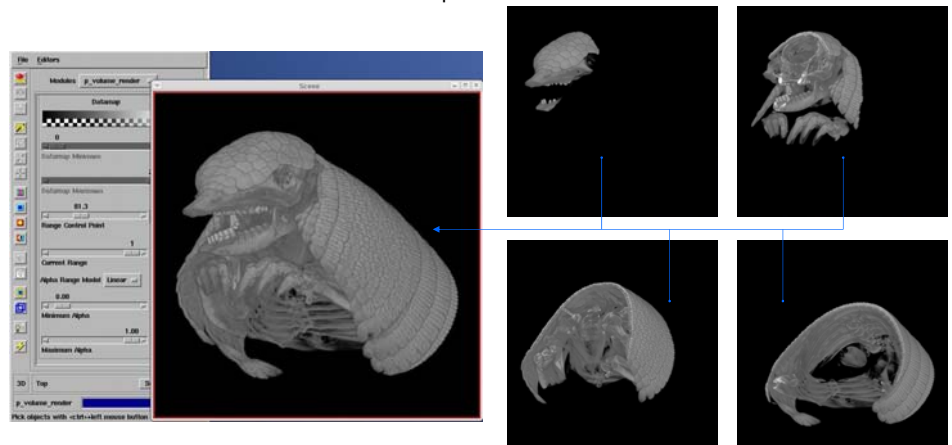 File Editors
Modules p_volume_render
Scene
Datamap
0
Datamap Minimum
Datamap Maximum
81.3
Range Control Point
1
Current Range
Alpha Range Model Linear
0.00
Minimum Alpha
1.00
Maximum Alpha
3D Top
p_volume_render
Pick objects with <ctrl>+left mouse button